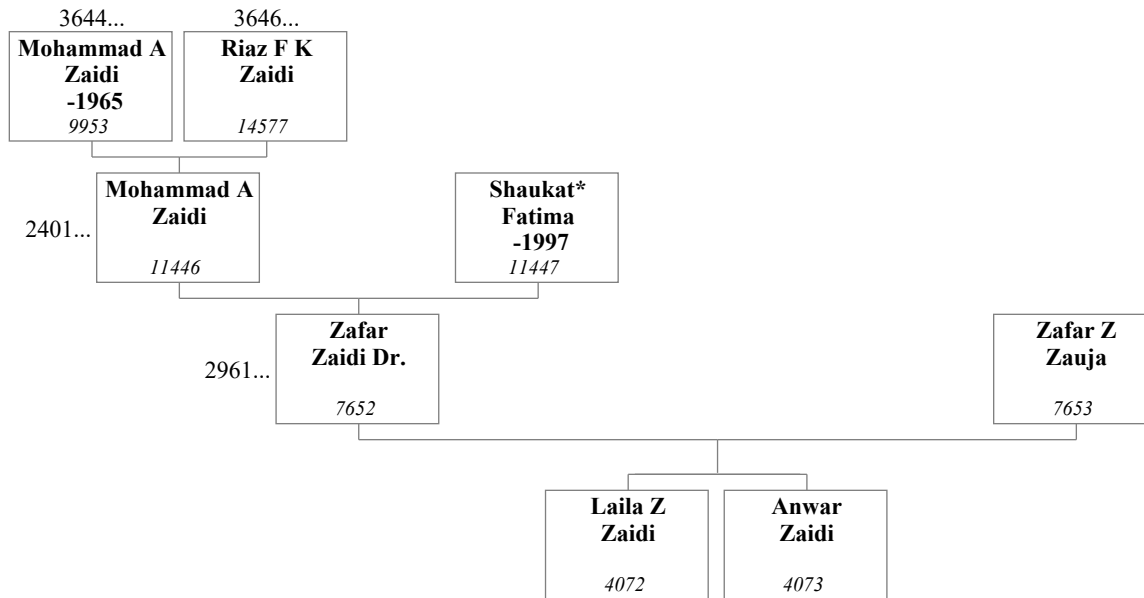 3644...
3646...
Mohammad A
Zaidi
-1965
9953
Riaz F K
Zaidi
14577
2401...
Mohammad A
Zaidi
11446
Shaukat*
Fatima
-1997
11447
2961...
Zafar
Zaidi Dr.
7652
Zafar Z
Zauja
7653
Laila Z
Zaidi
4072
Anwar
Zaidi
4073